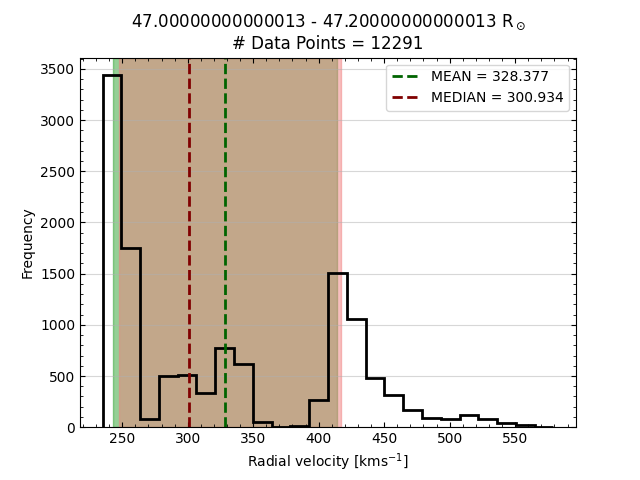 47.00000000000013 - 47.20000000000013 R⊙
# Data Points = 12291
MEAN = 328.377
MEDIAN = 300.934
Frequency
3500
3000
2500
2000
1500
1000
500
0
250 300 350 400 450 500 550
Radial velocity [kms⁻¹]